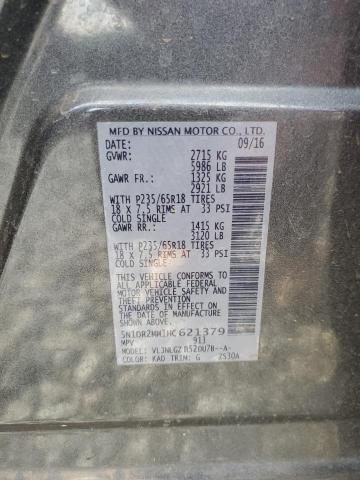 MFD BY NISSAN MOTOR CO., LTD.
DATE: 09/16
GVWR: 2715 KG
5986 LB
GAWR FR.: 1325 KG
2921 LB
WITH P235/65R18 TIRES
18 X 7.5 RIMS AT 33 PSI
COLD SINGLE
GAWR RR.: 1415 KG
3120 LB
WITH P235/65R18 TIRES
18 X 7.5 RIMS AT 33 PSI
COLD SINGLE
THIS VEHICLE CONFORMS TO
ALL APPLICABLE FEDERAL
MOTOR VEHICLE SAFETY AND
THEFT PREVENTION STANDARDS
IN EFFECT ON THE DATE
OF MANUFACTURE SHOWN
ABOVE.
5N1DR2MM1HC621379
MPV 91J
MODEL:
COLOR: KAD TRIM: G